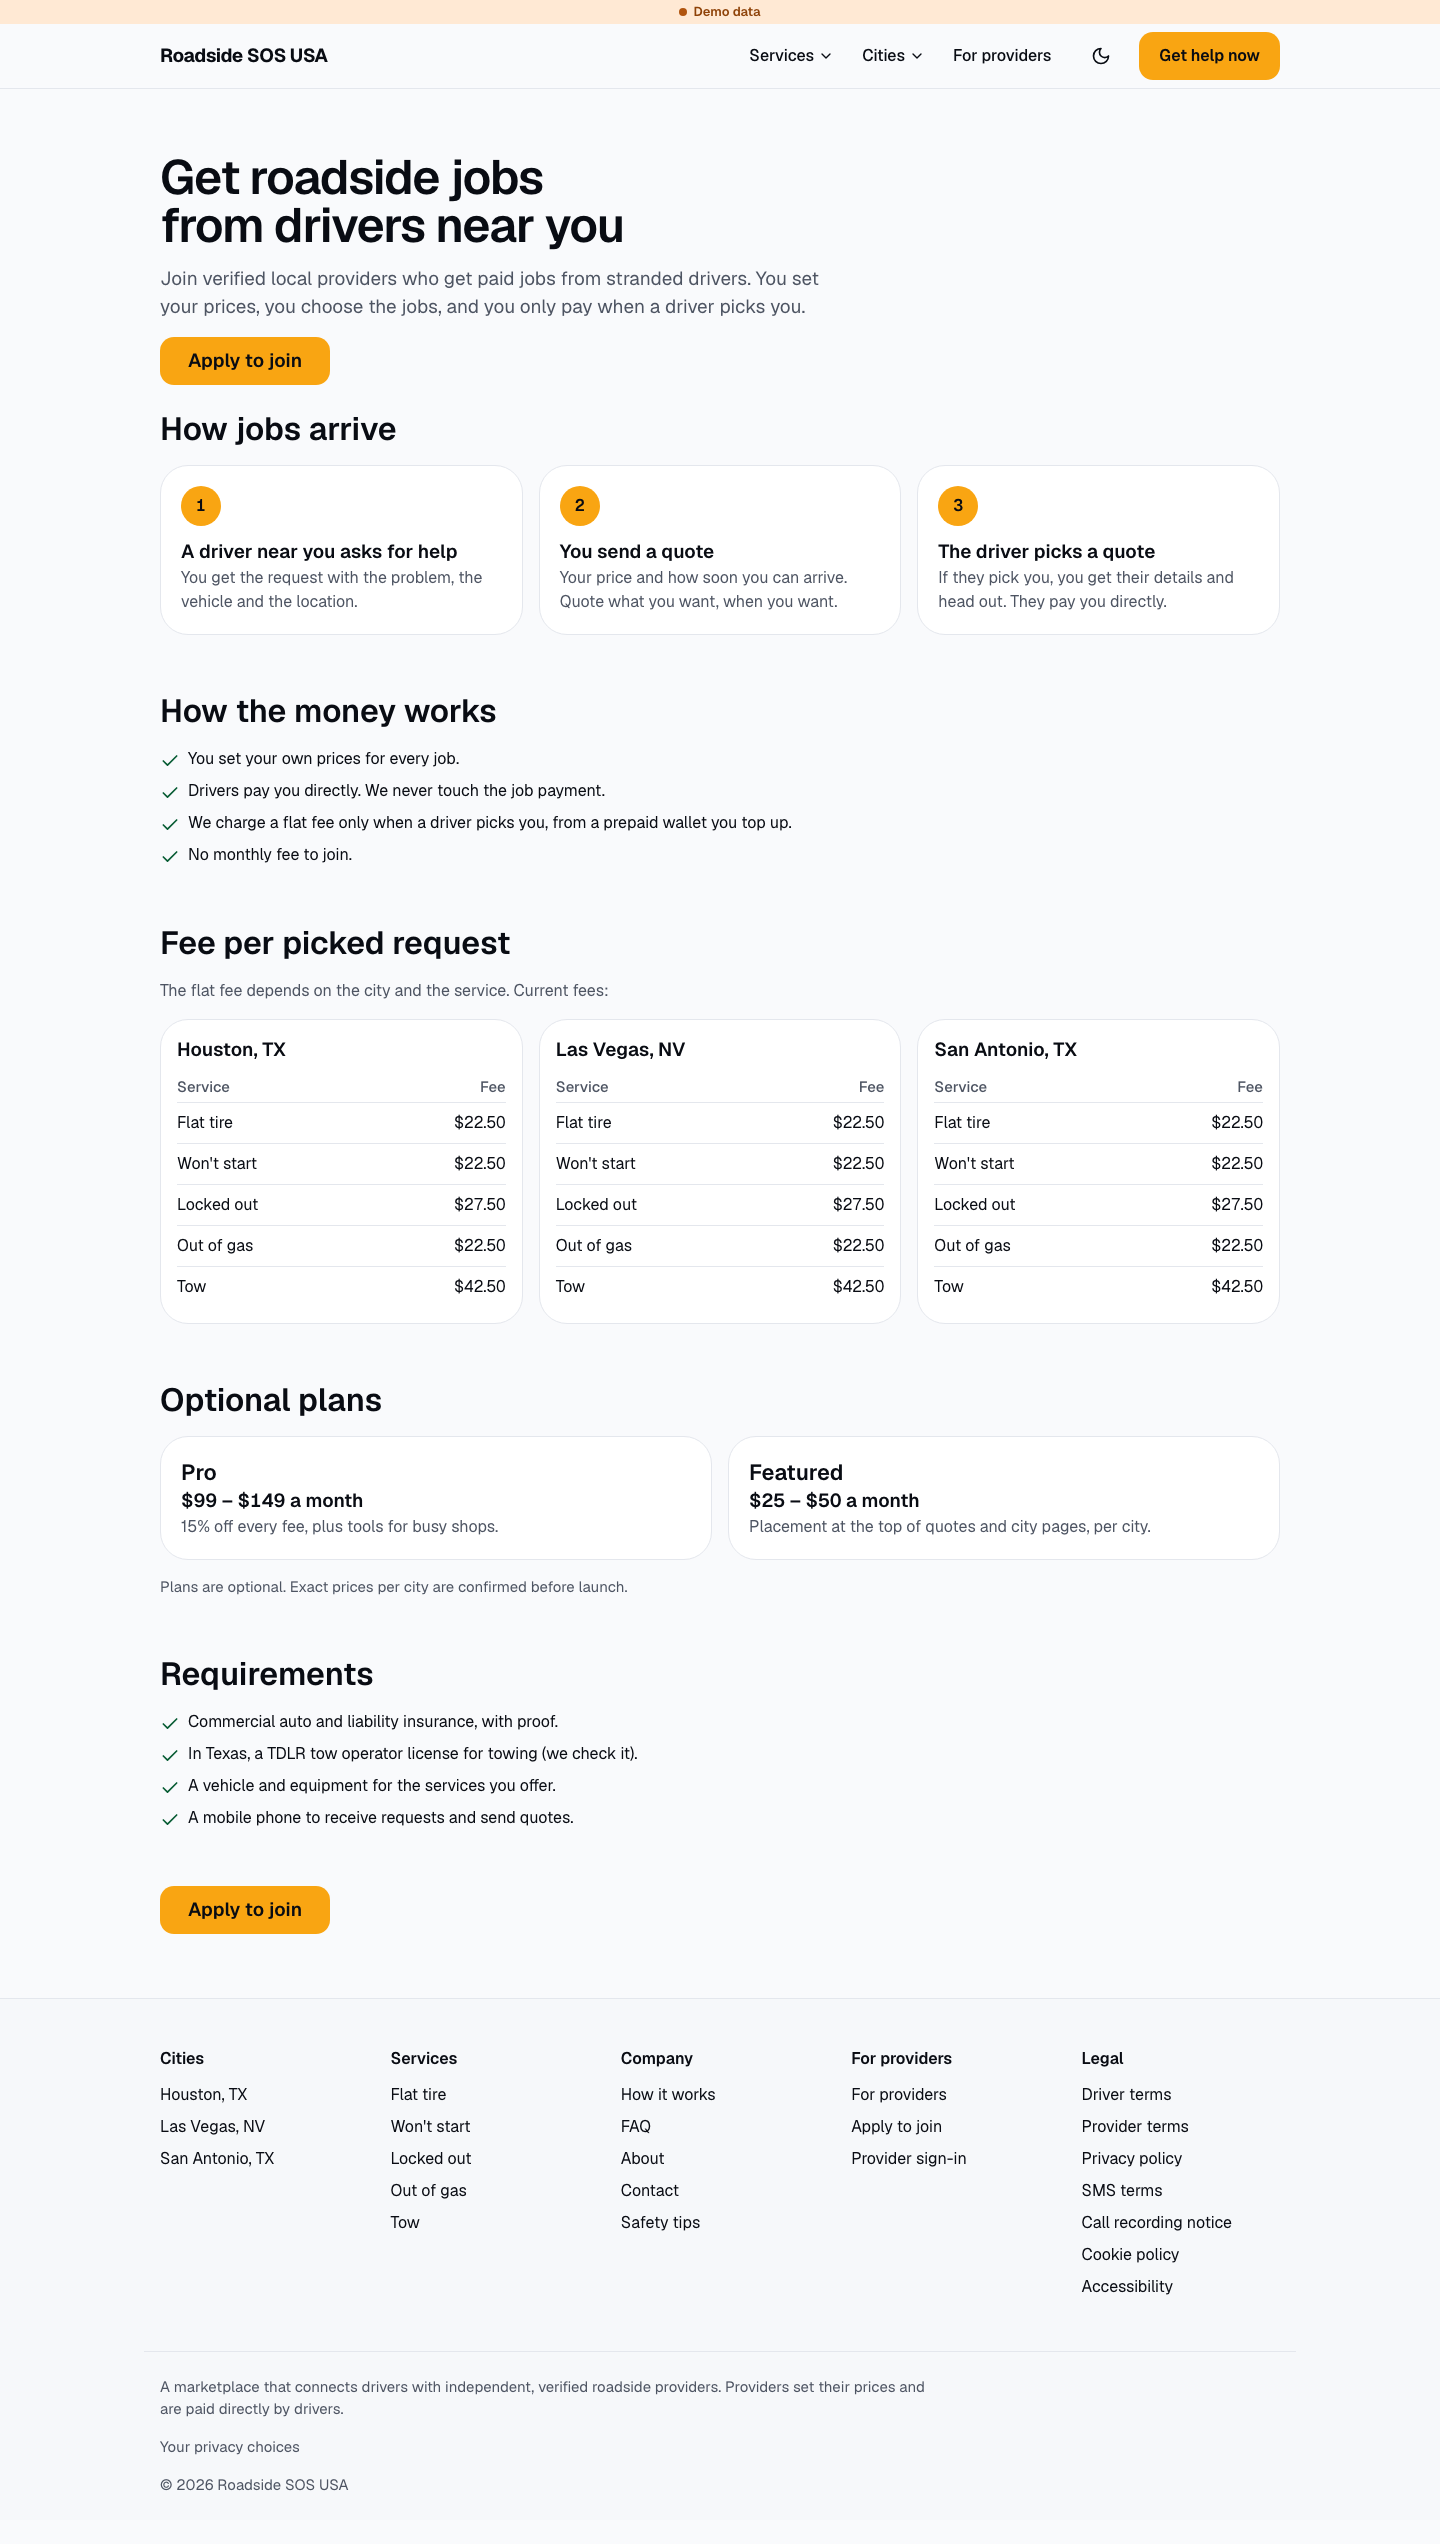 Demo data
Roadside SOS USA
Services
Cities
For providers
Get help now
Get roadside jobs
from drivers near you
Join verified local providers who get paid jobs from stranded drivers. You set
your prices, you choose the jobs, and you only pay when a driver picks you.
Apply to join
How jobs arrive
1
A driver near you asks for help
You get the request with the problem, the
vehicle and the location.
2
You send a quote
Your price and how soon you can arrive.
Quote what you want, when you want.
3
The driver picks a quote
If they pick you, you get their details and
head out. They pay you directly.
How the money works
You set your own prices for every job.
Drivers pay you directly. We never touch the job payment.
We charge a flat fee only when a driver picks you, from a prepaid wallet you top up.
No monthly fee to join.
Fee per picked request
The flat fee depends on the city and the service. Current fees:
Houston, TX
Service Fee
Flat tire $22.50
Won't start $22.50
Locked out $27.50
Out of gas $22.50
Tow $42.50
Las Vegas, NV
Service Fee
Flat tire $22.50
Won't start $22.50
Locked out $27.50
Out of gas $22.50
Tow $42.50
San Antonio, TX
Service Fee
Flat tire $22.50
Won't start $22.50
Locked out $27.50
Out of gas $22.50
Tow $42.50
Optional plans
Pro
$99 – $149 a month
15% off every fee, plus tools for busy shops.
Featured
$25 – $50 a month
Placement at the top of quotes and city pages, per city.
Plans are optional. Exact prices per city are confirmed before launch.
Requirements
Commercial auto and liability insurance, with proof.
In Texas, a TDLR tow operator license for towing (we check it).
A vehicle and equipment for the services you offer.
A mobile phone to receive requests and send quotes.
Apply to join
Cities
Houston, TX
Las Vegas, NV
San Antonio, TX
Services
Flat tire
Won't start
Locked out
Out of gas
Tow
Company
How it works
FAQ
About
Contact
Safety tips
For providers
For providers
Apply to join
Provider sign-in
Legal
Driver terms
Provider terms
Privacy policy
SMS terms
Call recording notice
Cookie policy
Accessibility
A marketplace that connects drivers with independent, verified roadside providers. Providers set their prices and
are paid directly by drivers.
Your privacy choices
© 2026 Roadside SOS USA